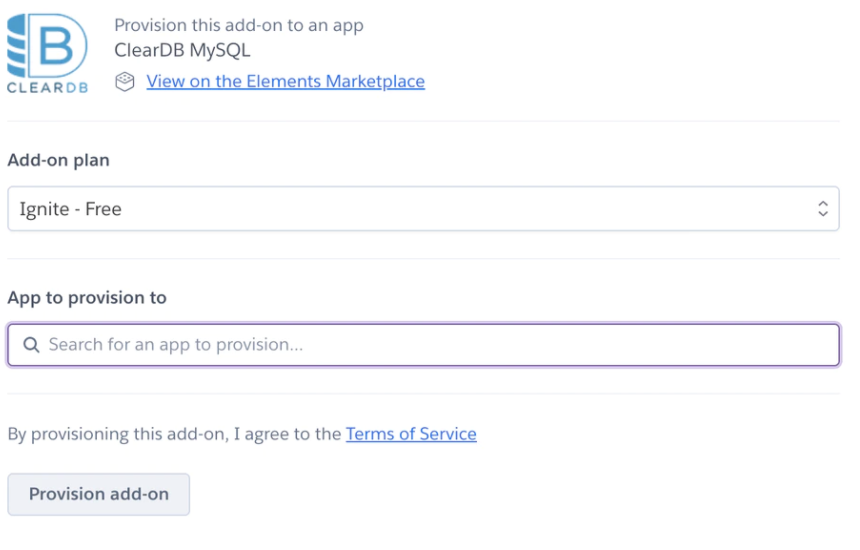 Provision this add-on to an app
ClearDB MySQL
CLEARDB
View on the Elements Marketplace
Add-on plan
Ignite - Free
App to provision to
Search for an app to provision...
By provisioning this add-on, I agree to the Terms of Service
Provision add-on